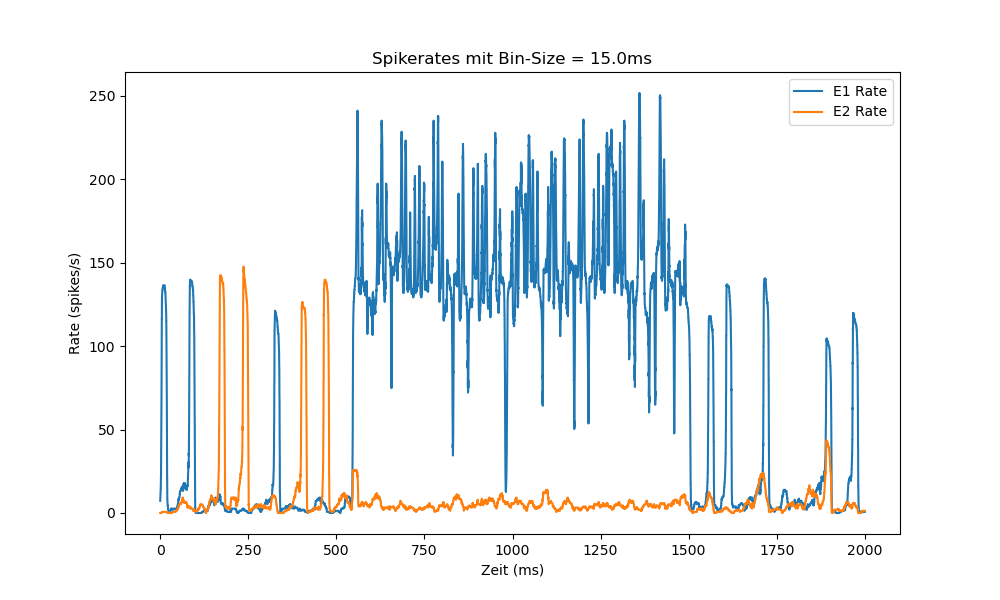 Spikerates mit Bin-Size = 15.0ms
E1 Rate
E2 Rate
Rate (spikes/s)
250
200
150
100
50
0
0 250 500 750 1000 1250 1500 1750 2000
Zeit (ms)